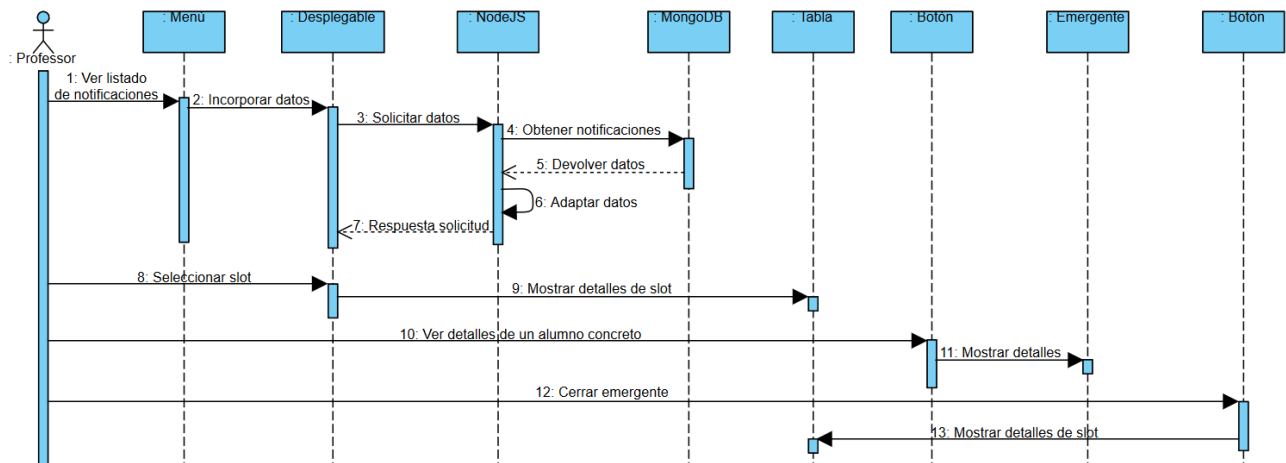 : Menú
: Desplegable
: NodeJS
: MongoDB
: Tabla
: Botón
: Emergente
: Botón
: Professor
1: Ver listado
de notificaciones
2: Incorporar datos
3: Solicitar datos
4: Obtener notificaciones
5: Devolver datos
6: Adaptar datos
7: Respuesta solicitud
8: Seleccionar slot
9: Mostrar detalles de slot
10: Ver detalles de un alumno concreto
11: Mostrar detalles
12: Cerrar emergente
13: Mostrar detalles de slot